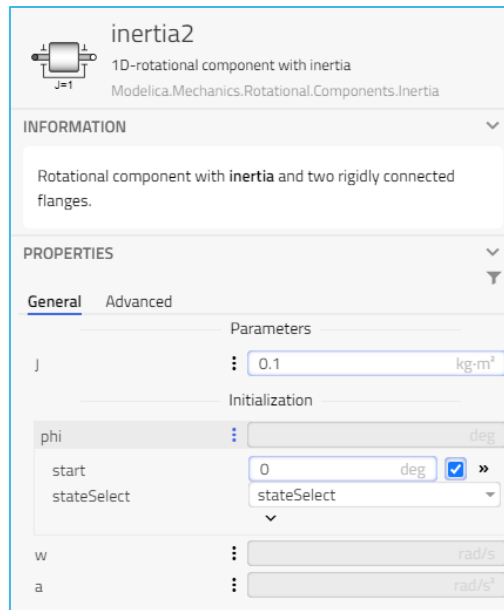 inertia2
1D-rotational component with inertia
J=1
Modelica.Mechanics.Rotational.Components.Inertia
INFORMATION
Rotational component with inertia and two rigidly connected
flanges.
PROPERTIES
General Advanced
Parameters
J 0.1 kg·m²
Initialization
phi deg
start 0 deg »
stateSelect stateSelect
w rad/s
a rad/s²